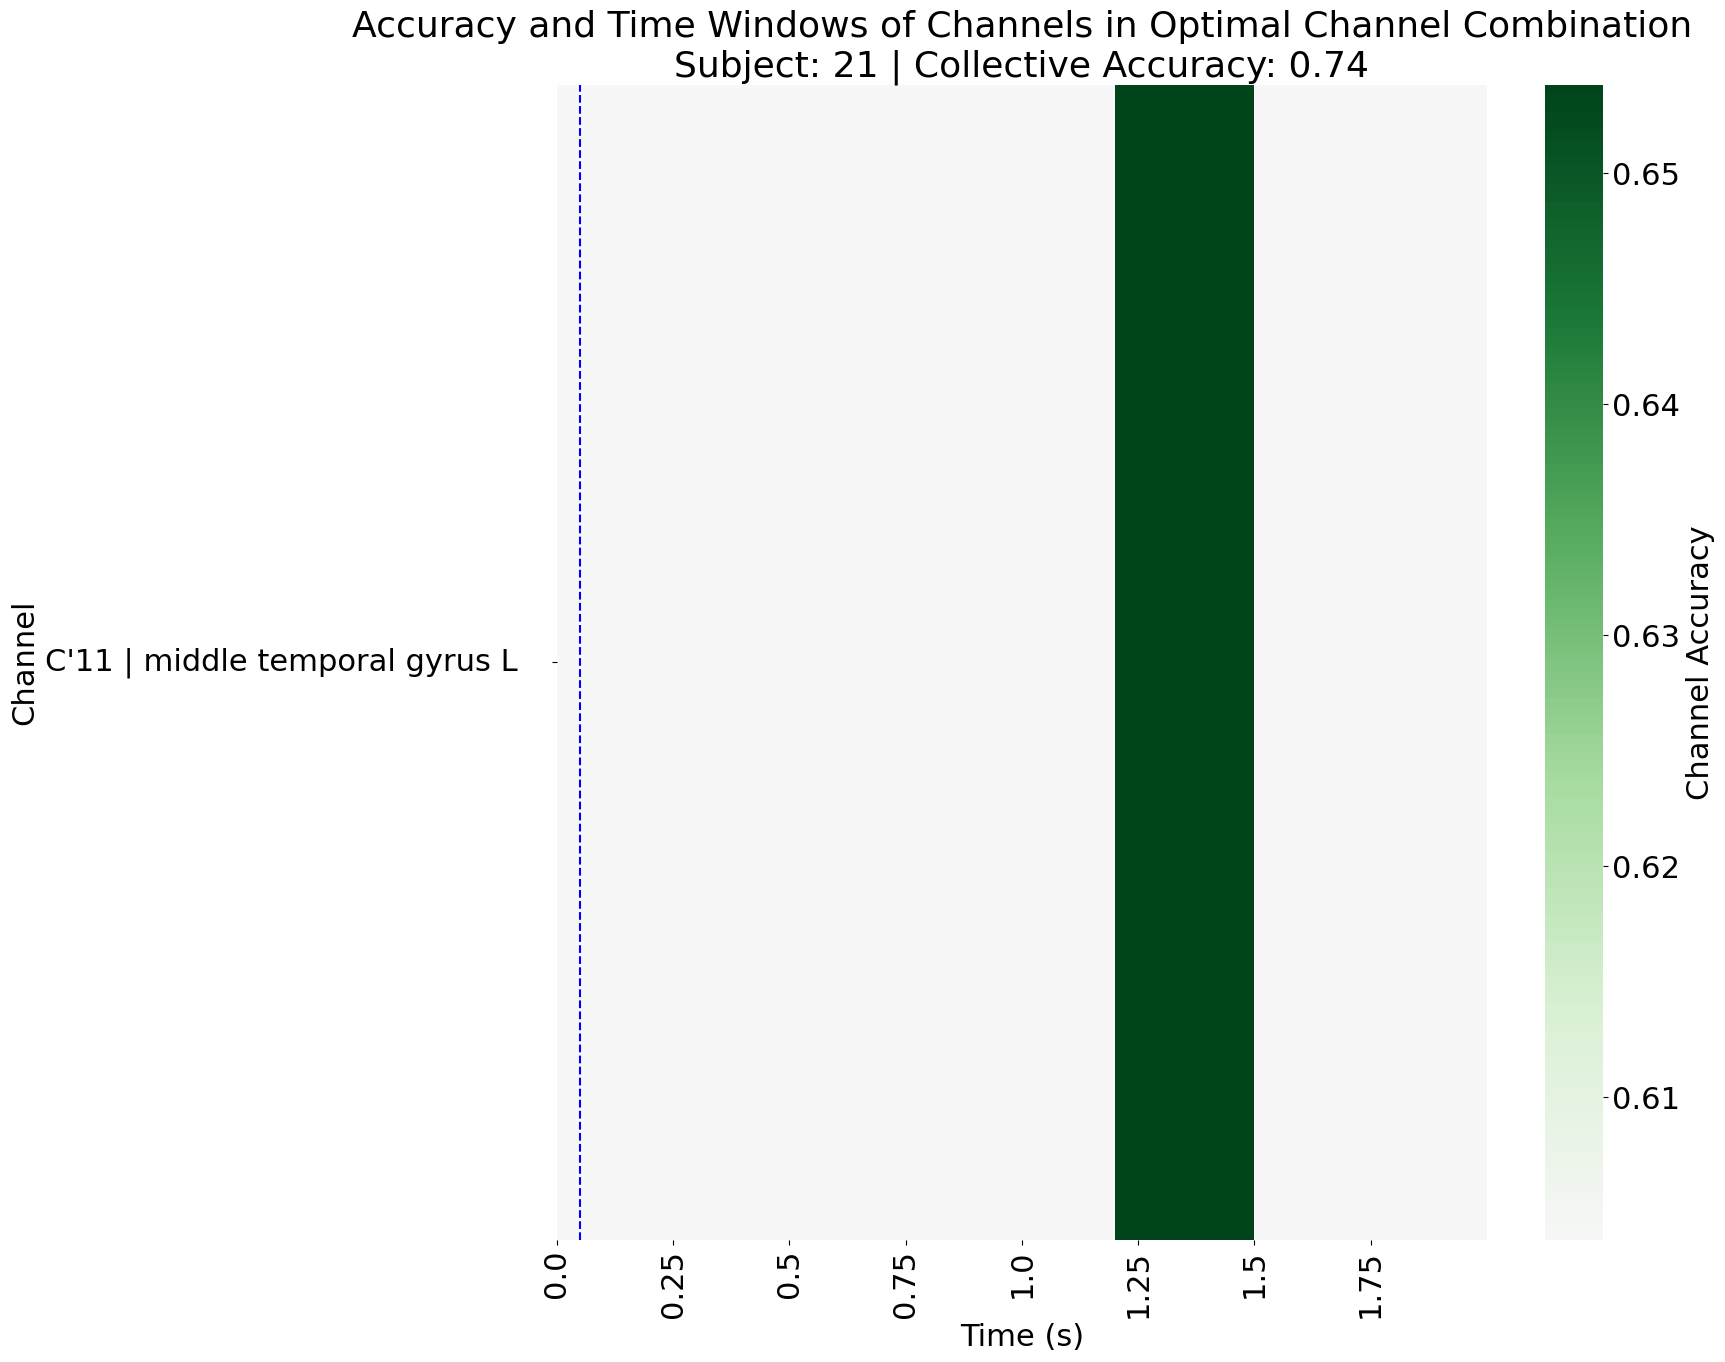 Accuracy and Time Windows of Channels in Optimal Channel Combination
Subject: 21 | Collective Accuracy: 0.74
Channel
C'11 | middle temporal gyrus L
0.0
0.25
0.5
0.75
1.0
1.25
1.5
1.75
Time (s)
0.65
0.64
0.63
0.62
0.61
Channel Accuracy